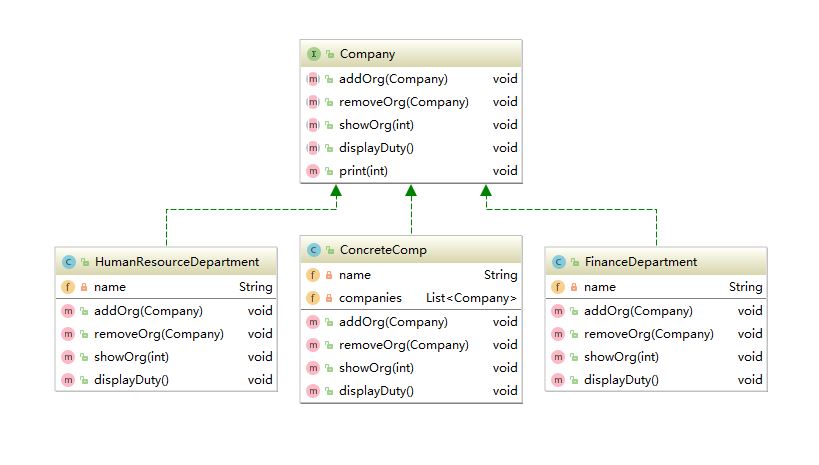 Company
addOrg(Company) void
removeOrg(Company) void
showOrg(int) void
displayDuty() void
print(int) void
HumanResourceDepartment
name String
addOrg(Company) void
removeOrg(Company) void
showOrg(int) void
displayDuty() void
ConcreteComp
name String
companies List<Company>
addOrg(Company) void
removeOrg(Company) void
showOrg(int) void
displayDuty() void
FinanceDepartment
name String
addOrg(Company) void
removeOrg(Company) void
showOrg(int) void
displayDuty() void